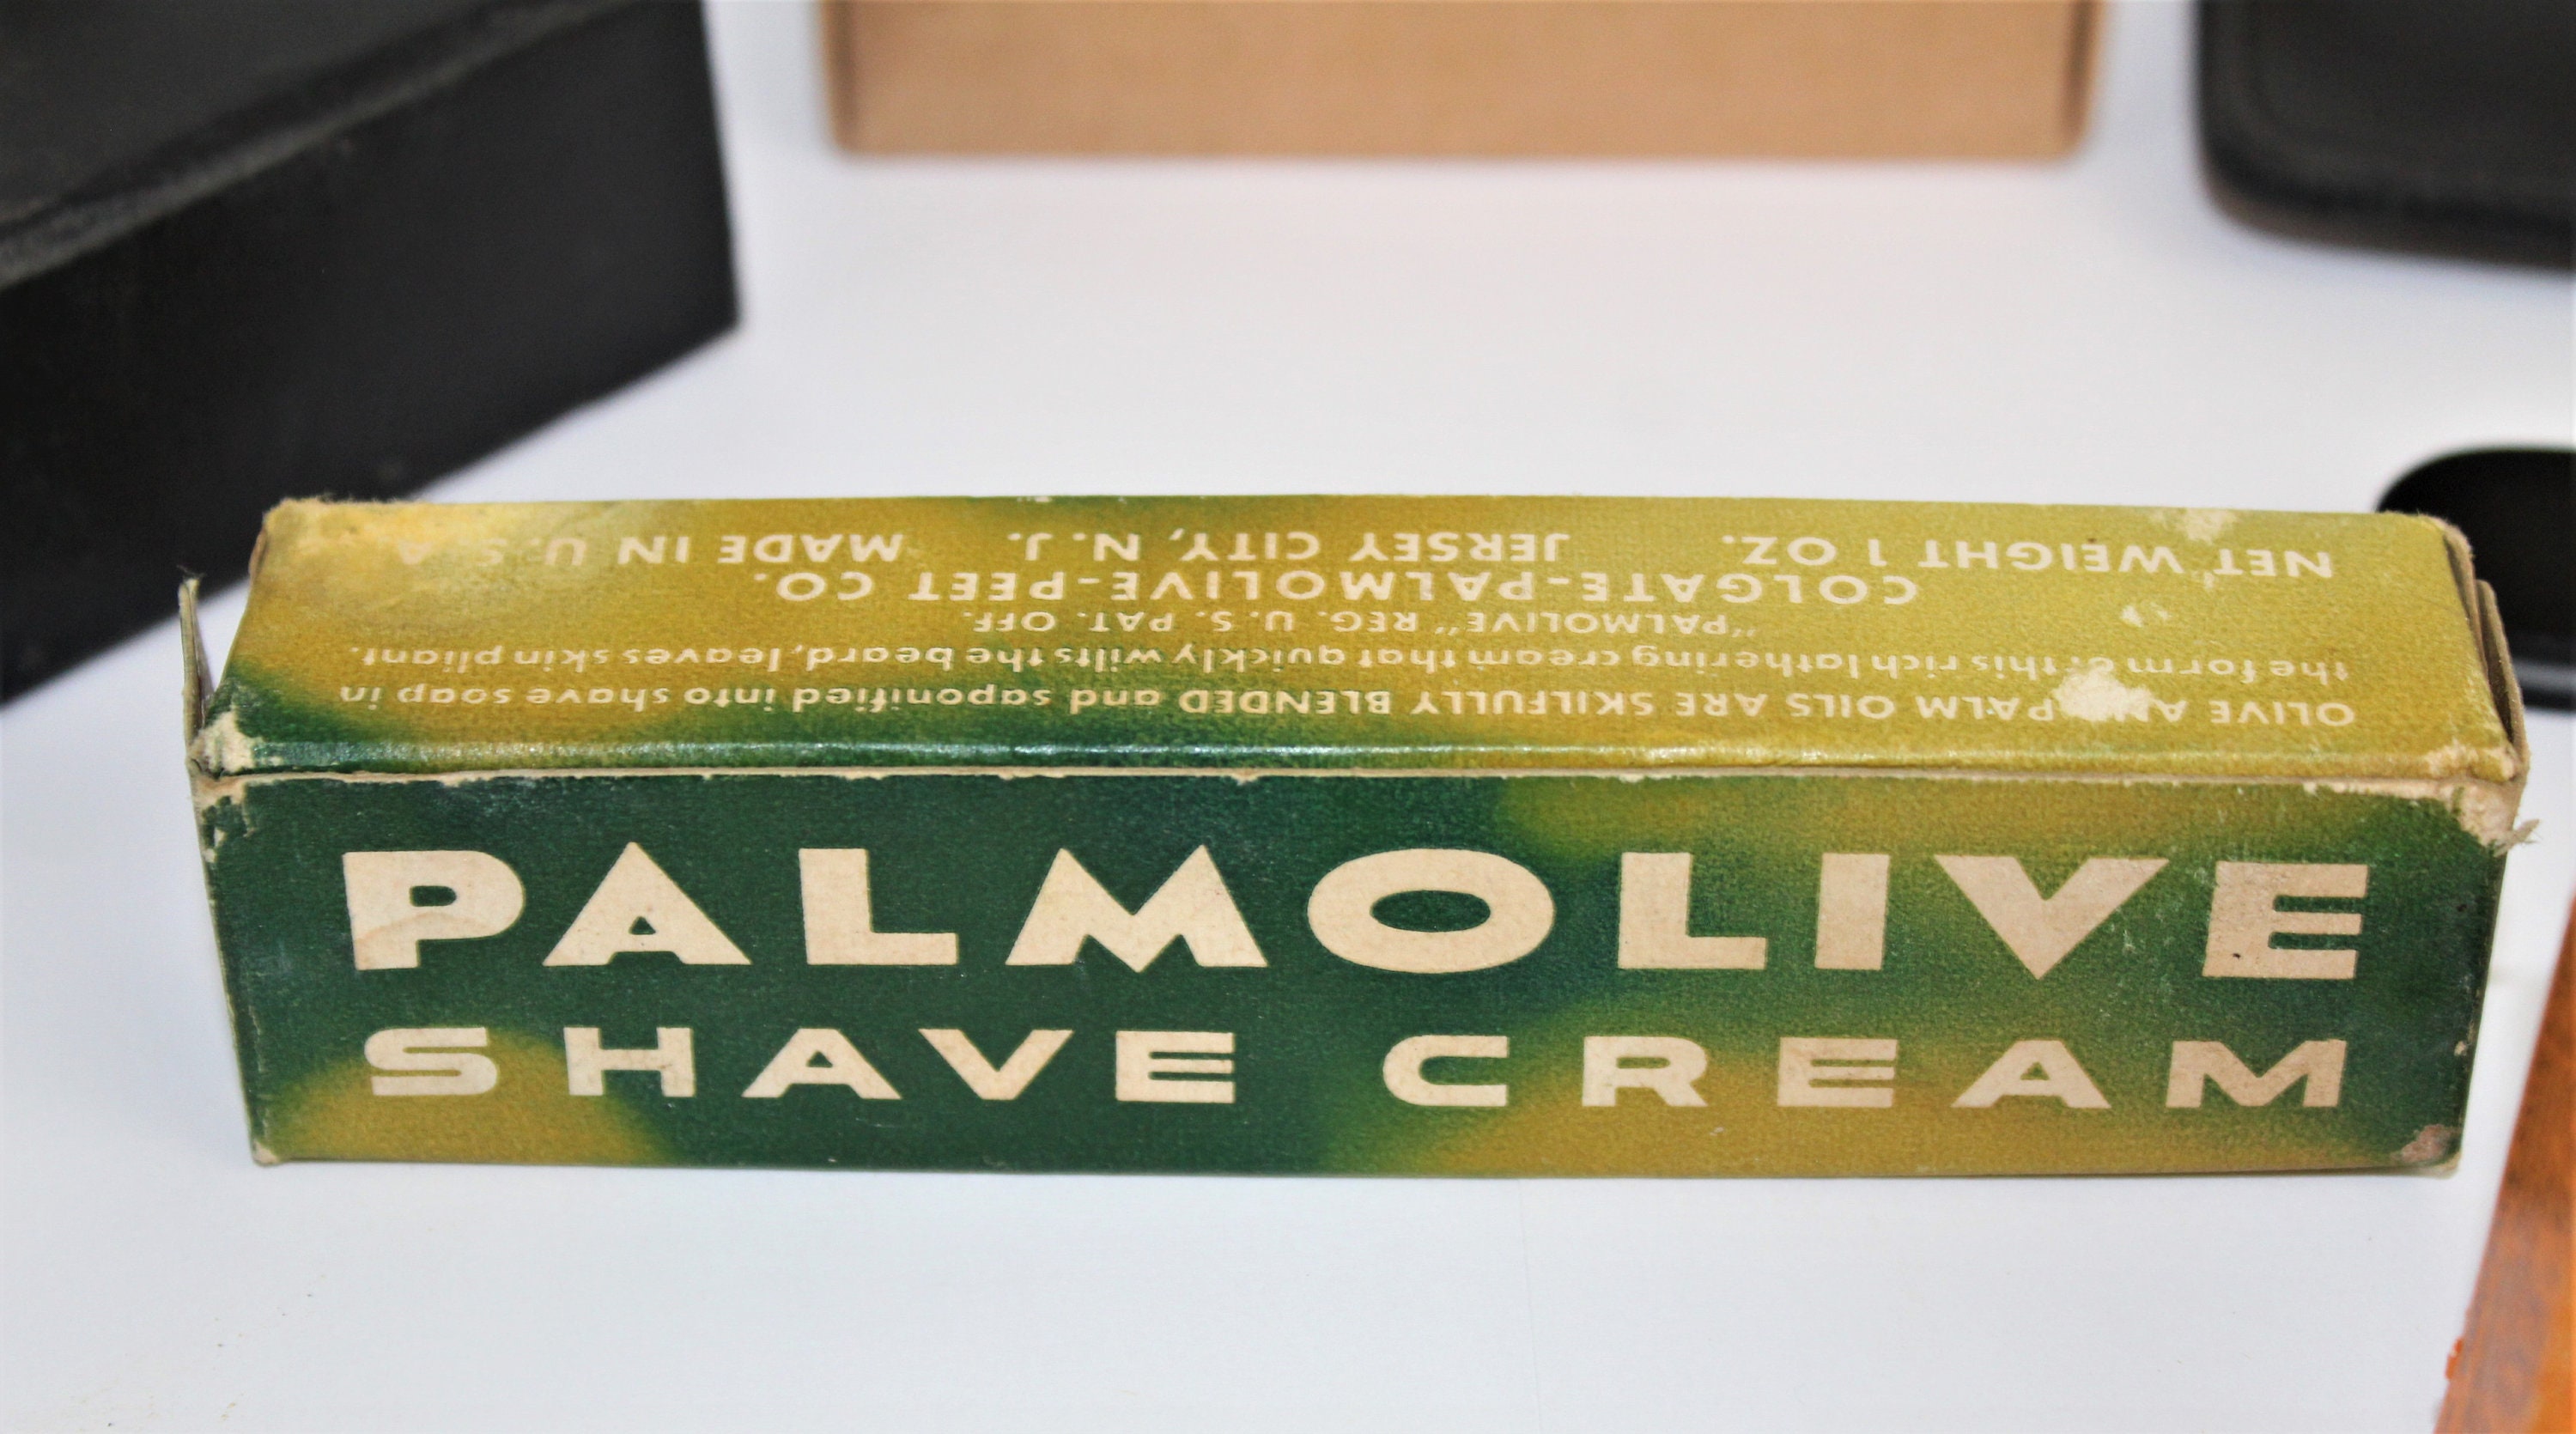 OLIVE AND PALM OILS ARE SKILFULLY BLENDED and saponified into shave soap in
the form of this rich lathering cream that quickly wilts the beard, leaves skin pliant.
"PALMOLIVE" REG. U. S. PAT. OFF.
COLGATE-PALMOLIVE-PEET CO.
NET WEIGHT 1 OZ. JERSEY CITY, N. J. MADE IN U. S. A
PALMOLIVE
SHAVE CREAM